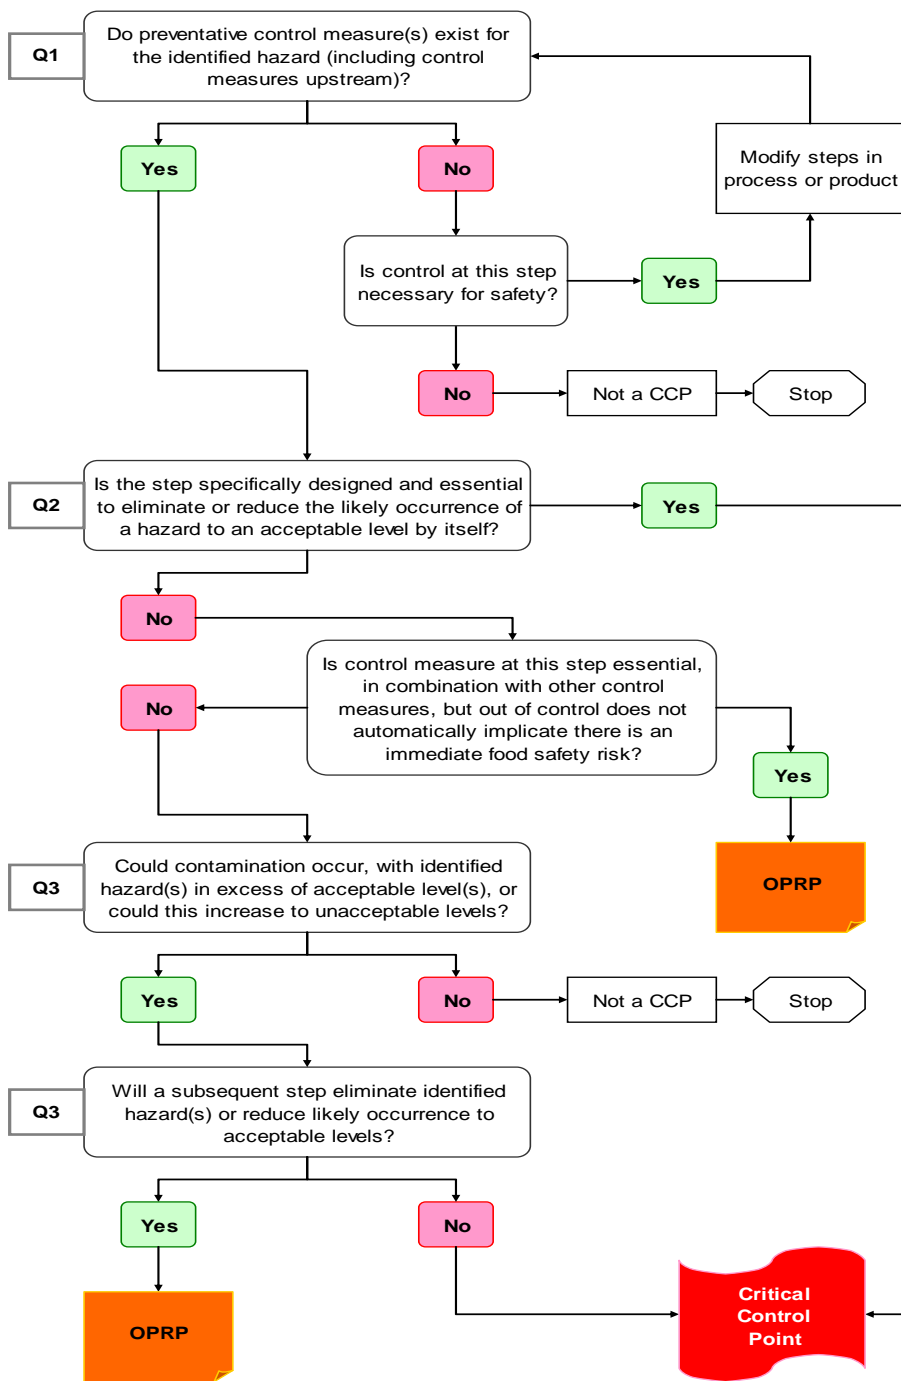 Q1
Do preventative control measure(s) exist for
the identified hazard (including control
measures upstream)?
Yes
No
Modify steps in
process or product
Is control at this step
necessary for safety?
Yes
No
Not a CCP
Stop
Q2
Is the step specifically designed and essential
to eliminate or reduce the likely occurrence of
a hazard to an acceptable level by itself?
Yes
No
Is control measure at this step essential,
in combination with other control
measures, but out of control does not
automatically implicate there is an
immediate food safety risk?
No
Yes
OPRP
Q3
Could contamination occur, with identified
hazard(s) in excess of acceptable level(s), or
could this increase to unacceptable levels?
Yes
No
Not a CCP
Stop
Q3
Will a subsequent step eliminate identified
hazard(s) or reduce likely occurrence to
acceptable levels?
Yes
No
OPRP
Critical
Control
Point